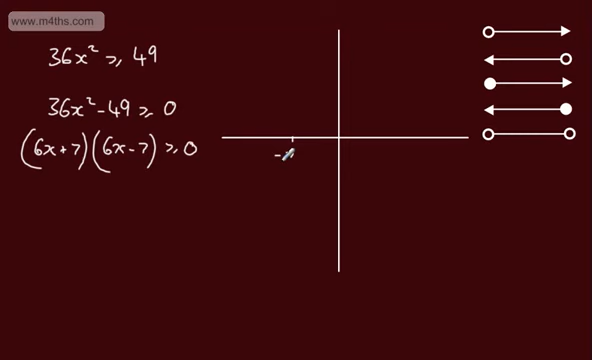 www.m4ths.com
36x² ≥ 49
36x² - 49 ≥ 0
(6x+7)(6x-7) ≥ 0
-